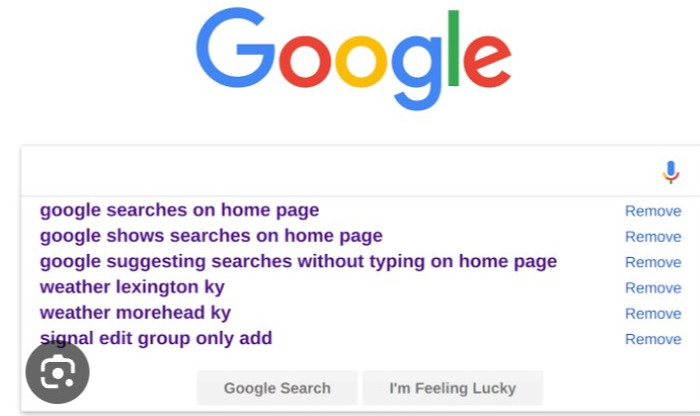 Google
google searches on home page Remove
google shows searches on home page Remove
google suggesting searches without typing on home page Remove
weather lexington ky Remove
weather morehead ky Remove
signal edit group only add Remove
Google Search I'm Feeling Lucky